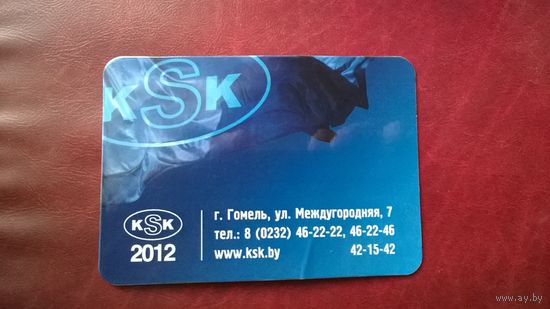 KSK
г. Гомель, ул. Междугородняя, 7
тел.: 8 (0232) 46-22-22, 46-22-46
www.ksk.by 42-15-42
KSK
2012
www.ay.by